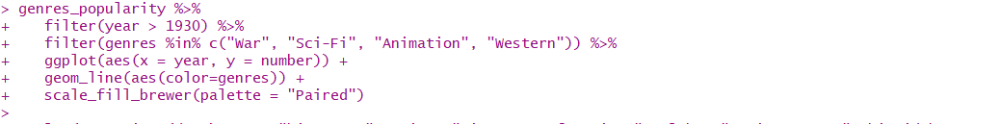 > genres_popularity %>%
+    filter(year > 1930) %>%
+    filter(genres %in% c("War", "Sci-Fi", "Animation", "Western")) %>%
+    ggplot(aes(x = year, y = number)) +
+    geom_line(aes(color=genres)) +
+    scale_fill_brewer(palette = "Paired")
>